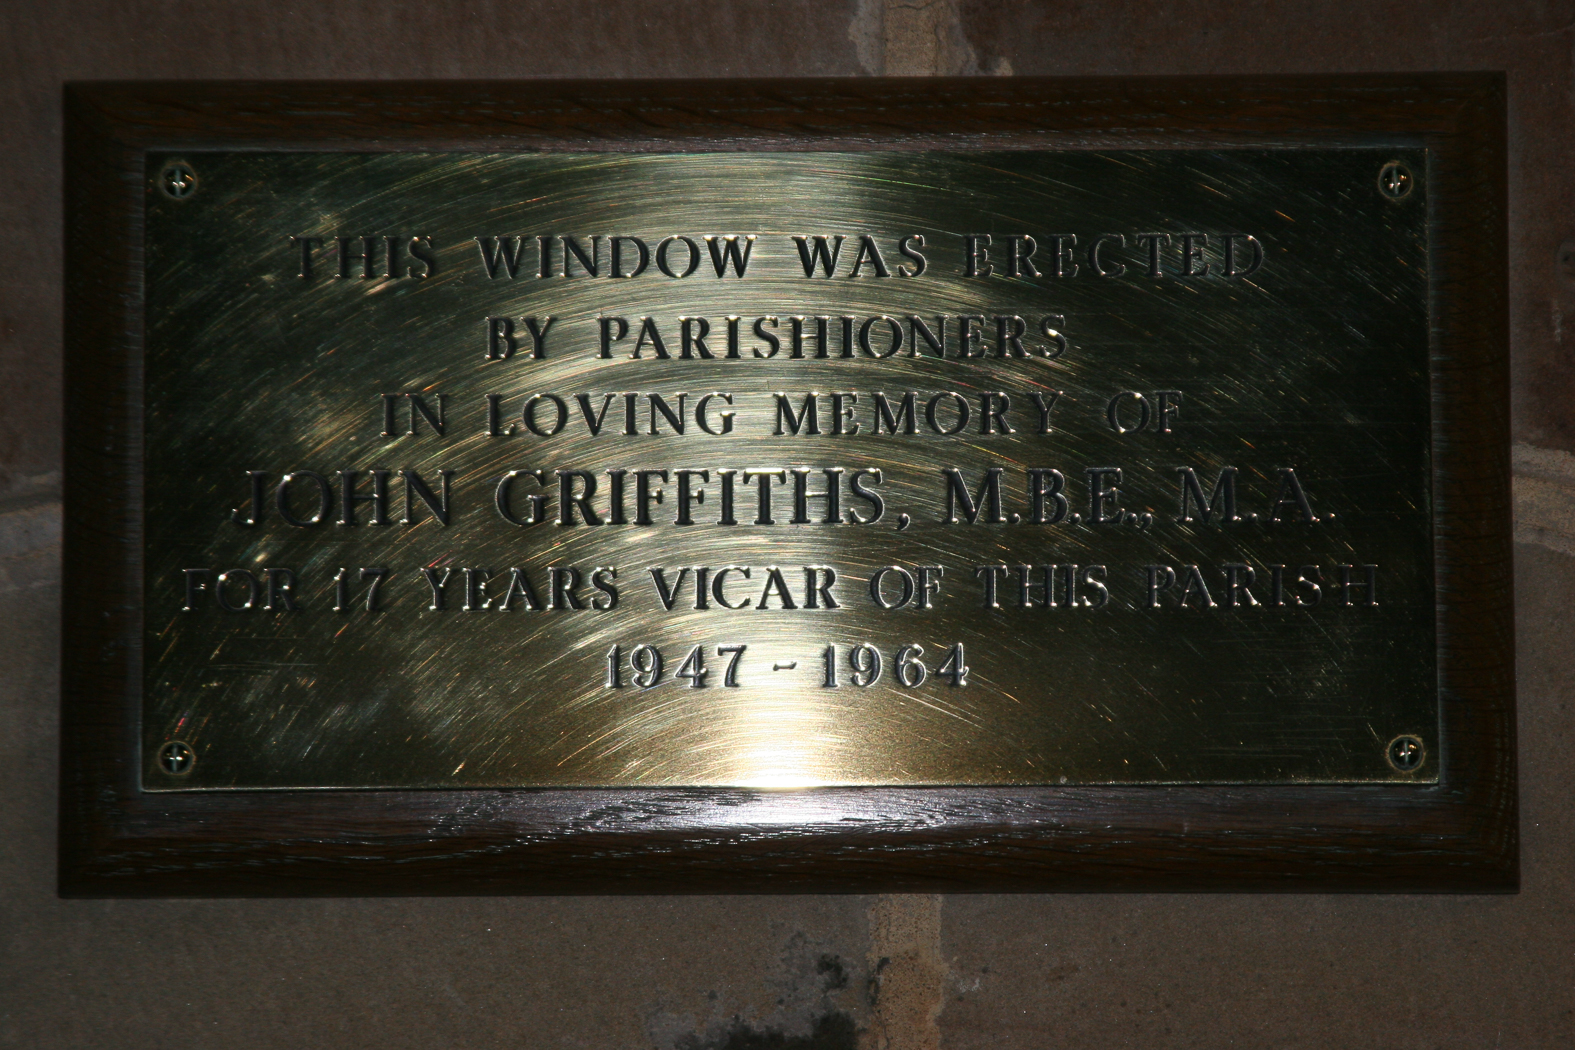 THIS WINDOW WAS ERECTED
BY PARISHIONERS
IN LOVING MEMORY OF
JOHN GRIFFITHS, M.B.E., M.A.
FOR 17 YEARS VICAR OF THIS PARISH
1947 - 1964